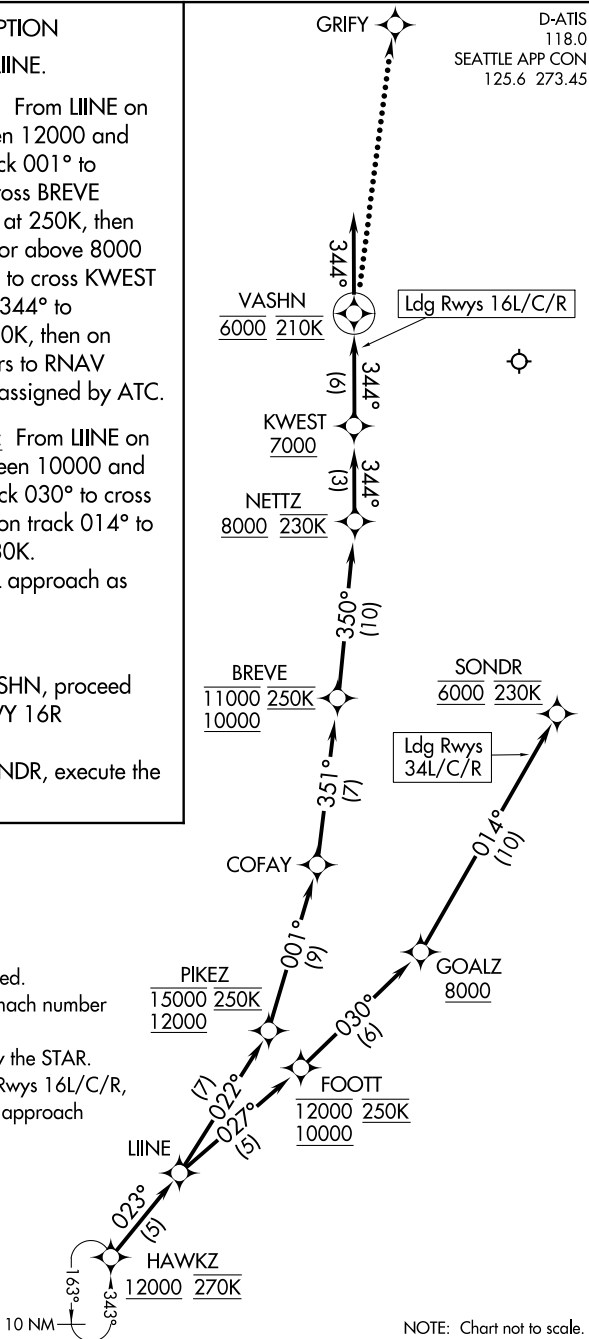 PTION
IINE.
From LIINE on
en 12000 and
ck 001° to
oss BREVE
at 250K, then
or above 8000
to cross KWEST
344° to
0K, then on
rs to RNAV
assigned by ATC.
From LIINE on
een 10000 and
ck 030° to cross
on track 014° to
30K.
L approach as
SHN, proceed
VY 16R
NDR, execute the
ed.
mach number
y the STAR.
Rwys 16L/C/R,
approach
GRIFY
D-ATIS
118.0
SEATTLE APP CON
125.6 273.45
344°
VASHN
6000 210K
Ldg Rwys 16L/C/R
344°
(6)
KWEST
7000
344°
(3)
NETTZ
8000 230K
350°
(10)
BREVE
11000 250K
10000
SONDR
6000 230K
Ldg Rwys
34L/C/R
351°
(7)
014°
(10)
COFAY
001°
(9)
GOALZ
8000
PIKEZ
15000 250K
12000
030°
(6)
FOOTT
12000 250K
10000
(7)
022°
027°
(5)
LIINE
023°
(5)
HAWKZ
12000 270K
163°
343°
10 NM
NOTE: Chart not to scale.